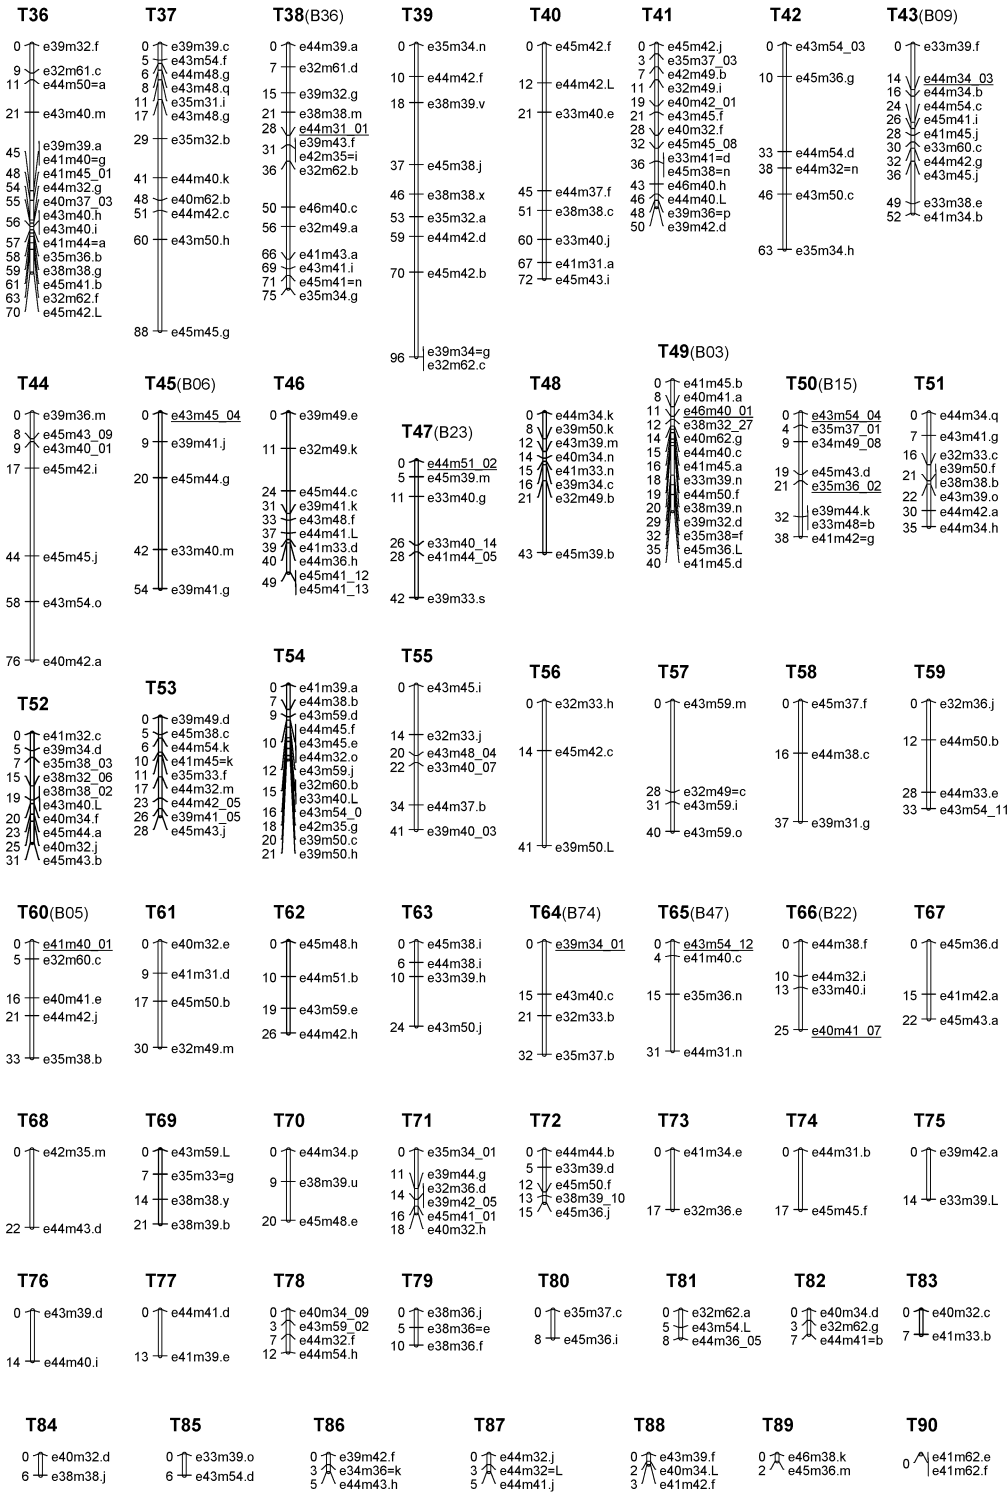 T36
0 e39m32.f
9 e32m61.c
11 e44m50=a
21 e43m40.m
45 e39m39.a
e41m40=g
48 e41m45_01
54 e44m32.g
55 e40m37_03
56 e43m40.h
e43m40.i
57 e41m44=a
58 e35m36.b
59 e38m38.g
61 e45m41.b
63 e32m62.f
70 e45m42.L
T37
0 e39m39.c
5 e43m54.f
6 e44m48.g
8 e43m48.q
11 e35m31.i
17 e43m48.g
29 e35m32.b
41 e44m40.k
48 e40m62.b
51 e44m42.c
60 e43m50.h
88 e45m45.g
T38(B36)
0 e44m39.a
7 e32m61.d
15 e39m32.g
21 e38m38.m
28 e44m31_01
31 e39m43.f
e42m35=i
36 e32m62.b
50 e46m40.c
56 e32m49.a
66 e41m43.a
69 e43m41.i
71 e45m41=n
75 e35m34.g
T39
0 e35m34.n
10 e44m42.f
18 e38m39.v
37 e45m38.j
46 e38m38.x
53 e35m32.a
59 e44m42.d
70 e45m42.b
96 e39m34=g
e32m62.c
T40
0 e45m42.f
12 e44m42.L
21 e33m40.e
45 e44m37.f
51 e38m38.c
60 e33m40.j
67 e41m31.a
72 e45m43.i
T41
0 e45m42.j
3 e35m37_03
7 e42m49.b
11 e32m49.i
19 e40m42_01
21 e43m45.f
28 e40m32.f
32 e45m45_08
36 e33m41=d
e45m38=n
43 e46m40.h
46 e44m40.L
48 e39m36=p
50 e39m42.d
T42
0 e43m54_03
10 e45m36.g
33 e44m54.d
38 e44m32=n
46 e43m50.c
63 e35m34.h
T43(B09)
0 e33m39.f
14 e44m34_03
16 e44m34.b
24 e44m54.c
26 e45m41.i
28 e41m45.j
30 e33m60.c
32 e44m42.g
36 e43m45.j
49 e33m38.e
52 e41m34.b
T44
0 e39m36.m
8 e45m43_09
9 e43m40_01
17 e45m42.i
44 e45m45.j
58 e43m54.o
76 e40m42.a
T45(B06)
0 e43m45_04
9 e39m41.j
20 e45m44.g
42 e33m40.m
54 e39m41.g
T46
0 e39m49.e
11 e32m49.k
24 e45m44.c
31 e39m41.k
33 e43m48.f
37 e44m41.L
39 e41m33.d
40 e44m36.h
49 e45m41_12
e45m41_13
T47(B23)
0 e44m51_02
5 e45m39.m
11 e33m40.g
26 e33m40_14
28 e41m44_05
42 e39m33.s
T48
0 e44m34.k
8 e39m50.k
12 e43m39.m
14 e40m34.n
15 e41m33.n
16 e39m34.c
21 e32m49.b
43 e45m39.b
T49(B03)
0 e41m45.b
8 e40m41.a
11 e46m40_01
12 e38m32_27
14 e40m62.g
15 e44m40.c
16 e41m45.a
18 e33m39.n
19 e44m50.f
20 e38m39.n
29 e39m32.d
32 e35m38=f
35 e45m36.L
40 e41m45.d
T50(B15)
0 e43m54_04
4 e35m37_01
9 e34m49_08
19 e45m43.d
21 e35m36_02
32 e39m44.k
e33m48=b
38 e41m42=g
T51
0 e44m34.q
7 e43m41.g
16 e32m33.c
21 e39m50.f
e38m38.b
22 e43m39.o
30 e44m42.a
35 e44m34.h
T52
0 e41m32.c
5 e39m34.d
7 e35m38_03
15 e38m32_06
19 e38m38_02
e43m40.L
20 e40m34.f
23 e45m44.a
25 e40m32.j
31 e45m43.b
T53
0 e39m49.d
5 e45m38.c
6 e44m54.k
10 e41m45=k
11 e35m33.f
17 e44m32.m
23 e44m42_05
26 e39m41_05
28 e45m43.j
T54
0 e41m39.a
7 e44m38.b
9 e43m59.d
10 e44m45.f
e43m45.e
e44m32.o
12 e43m59.j
15 e32m60.b
e33m40.L
16 e43m54_0
18 e42m35.g
20 e39m50.c
21 e39m50.h
T55
0 e43m45.i
14 e32m33.j
20 e43m48_04
22 e33m40_07
34 e44m37.b
41 e39m40_03
T56
0 e32m33.h
14 e45m42.c
41 e39m50.L
T57
0 e43m59.m
28 e32m49=c
31 e43m59.i
40 e43m59.o
T58
0 e45m37.f
16 e44m38.c
37 e39m31.g
T59
0 e32m36.j
12 e44m50.b
28 e44m33.e
33 e43m54_11
T60(B05)
0 e41m40_01
5 e32m60.c
16 e40m41.e
21 e44m42.j
33 e35m38.b
T61
0 e40m32.e
9 e41m31.d
17 e45m50.b
30 e32m49.m
T62
0 e45m48.h
10 e44m51.b
19 e43m59.e
26 e44m42.h
T63
0 e45m38.i
6 e44m38.i
10 e33m39.h
24 e43m50.j
T64(B74)
0 e39m34_01
15 e43m40.c
21 e32m33.b
32 e35m37.b
T65(B47)
0 e43m54_12
4 e41m40.c
15 e35m36.n
31 e44m31.n
T66(B22)
0 e44m38.f
10 e44m32.i
13 e33m40.i
25 e40m41_07
T67
0 e45m36.d
15 e41m42.a
22 e45m43.a
T68
0 e42m35.m
22 e44m43.d
T69
0 e43m59.L
7 e35m33=g
14 e38m38.y
21 e38m39.b
T70
0 e44m34.p
9 e38m39.u
20 e45m48.e
T71
0 e35m34_01
11 e39m44.g
14 e32m36.d
e39m42_05
16 e45m41_01
18 e40m32.h
T72
0 e44m44.b
5 e33m39.d
12 e45m50.f
13 e38m39_10
15 e45m36.j
T73
0 e41m34.e
17 e32m36.e
T74
0 e44m31.b
17 e45m45.f
T75
0 e39m42.a
14 e33m39.L
T76
0 e43m39.d
14 e44m40.i
T77
0 e44m41.d
13 e41m39.e
T78
0 e40m34_09
3 e43m59_02
7 e44m32.f
12 e44m54.h
T79
0 e38m36.j
5 e38m36=e
10 e38m36.f
T80
0 e35m37.c
8 e45m36.i
T81
0 e32m62.a
5 e43m54.L
8 e44m36_05
T82
0 e40m34.d
3 e32m62.g
7 e44m41=b
T83
0 e40m32.c
7 e41m33.b
T84
0 e40m32.d
6 e38m38.j
T85
0 e33m39.o
6 e43m54.d
T86
0 e39m42.f
3 e34m36=k
5 e44m43.h
T87
0 e44m32.j
3 e44m32=L
5 e44m41.j
T88
0 e43m39.f
2 e40m34.L
3 e41m42.f
T89
0 e46m38.k
2 e45m36.m
T90
0 e41m62.e
e41m62.f